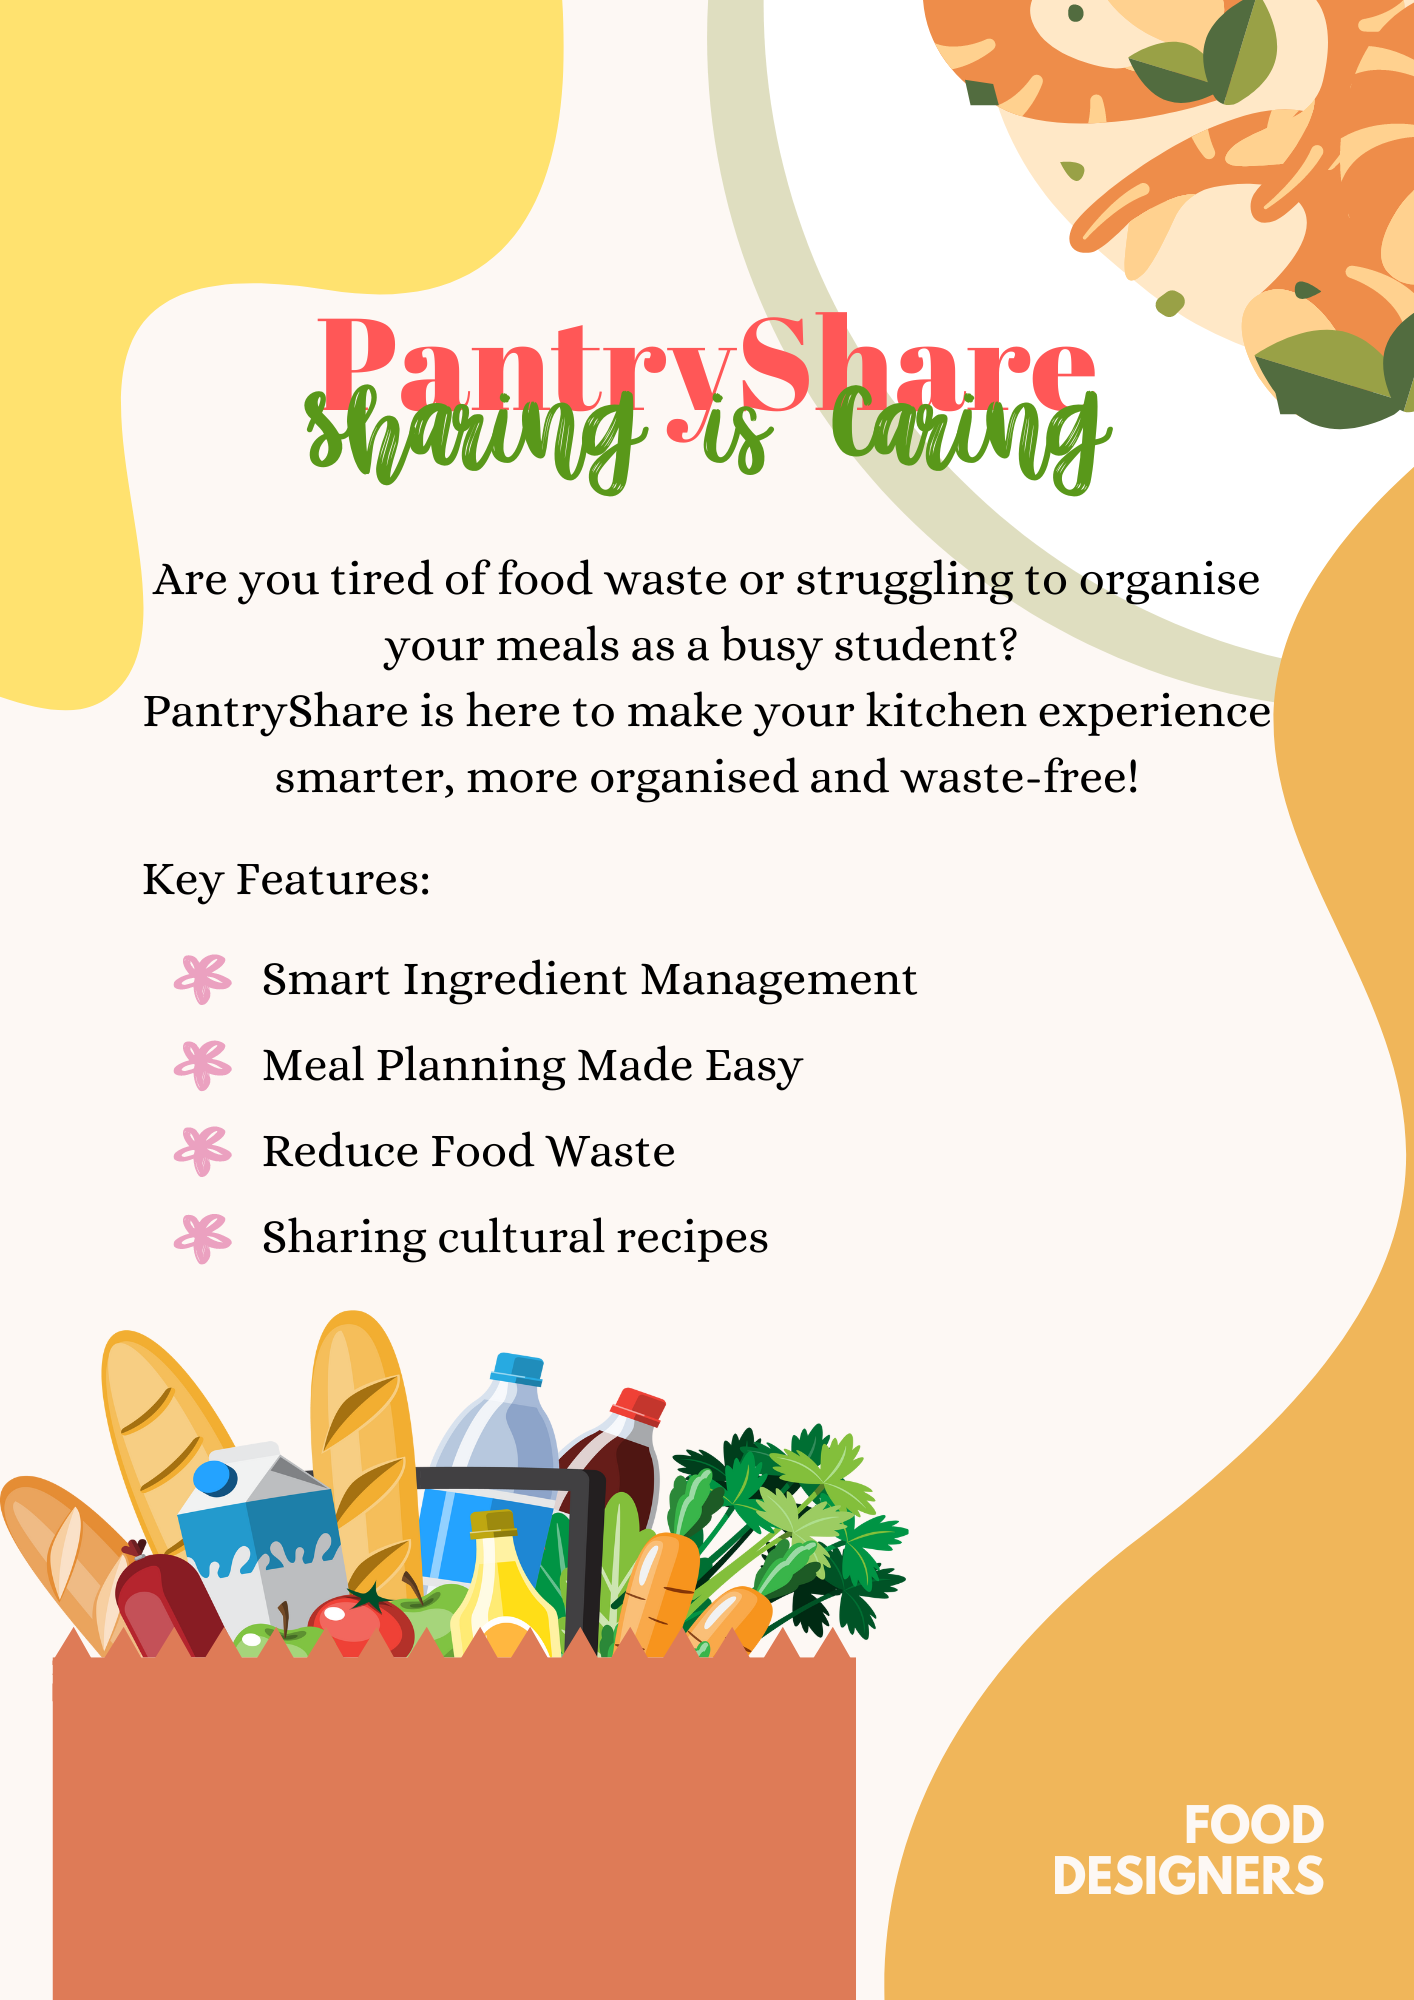 PantryShare
sharing is Caring
Are you tired of food waste or struggling to organise
your meals as a busy student?
PantryShare is here to make your kitchen experience
smarter, more organised and waste-free!
Key Features:
Smart Ingredient Management
Meal Planning Made Easy
Reduce Food Waste
Sharing cultural recipes
FOOD
DESIGNERS